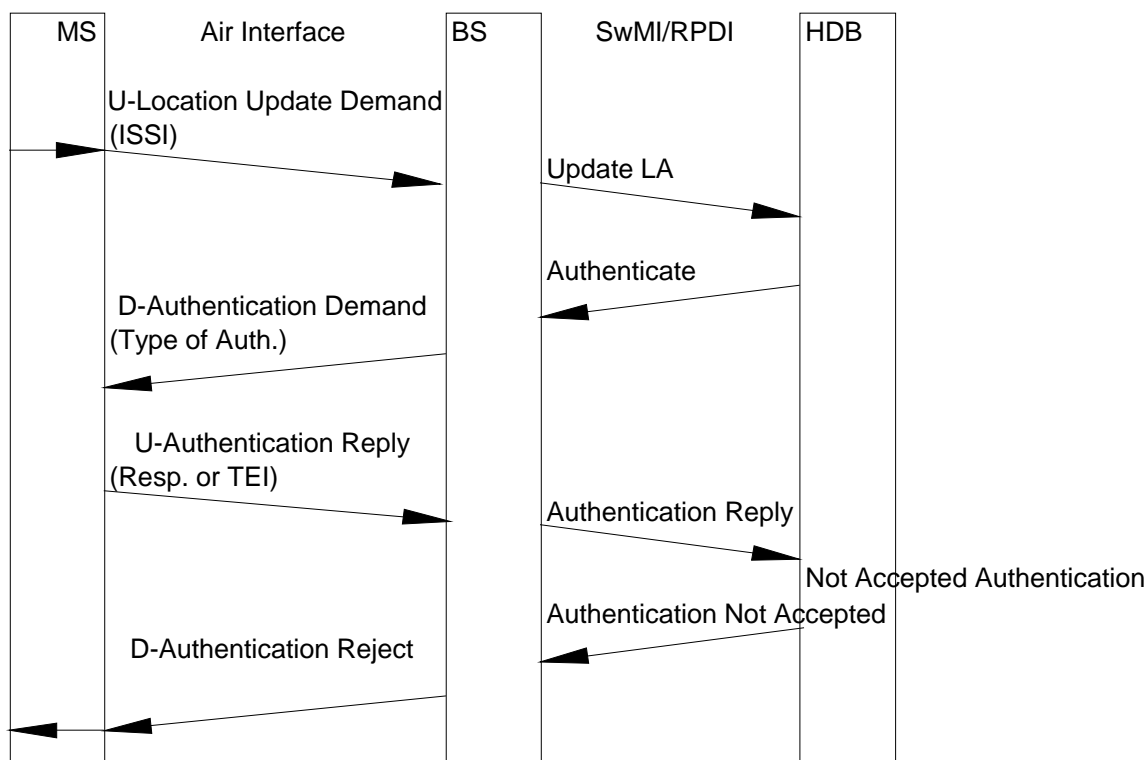 MS Air Interface BS SwMI/RPDI HDB
U-Location Update Demand
(ISSI)
Update LA
Authenticate
D-Authentication Demand
(Type of Auth.)
U-Authentication Reply
(Resp. or TEI)
Authentication Reply
Not Accepted Authentication
Authentication Not Accepted
D-Authentication Reject